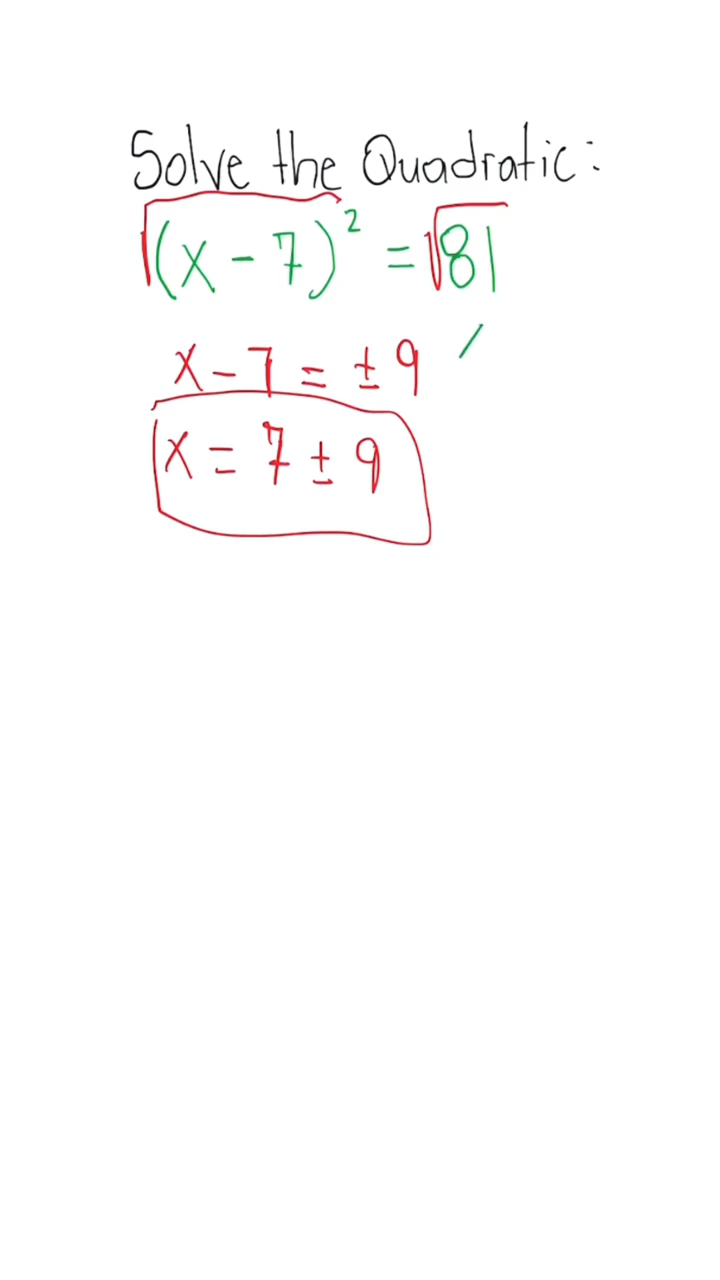 Solve the Quadratic:
√(x - 7)² = √81
x - 7 = ± 9
x = 7 ± 9